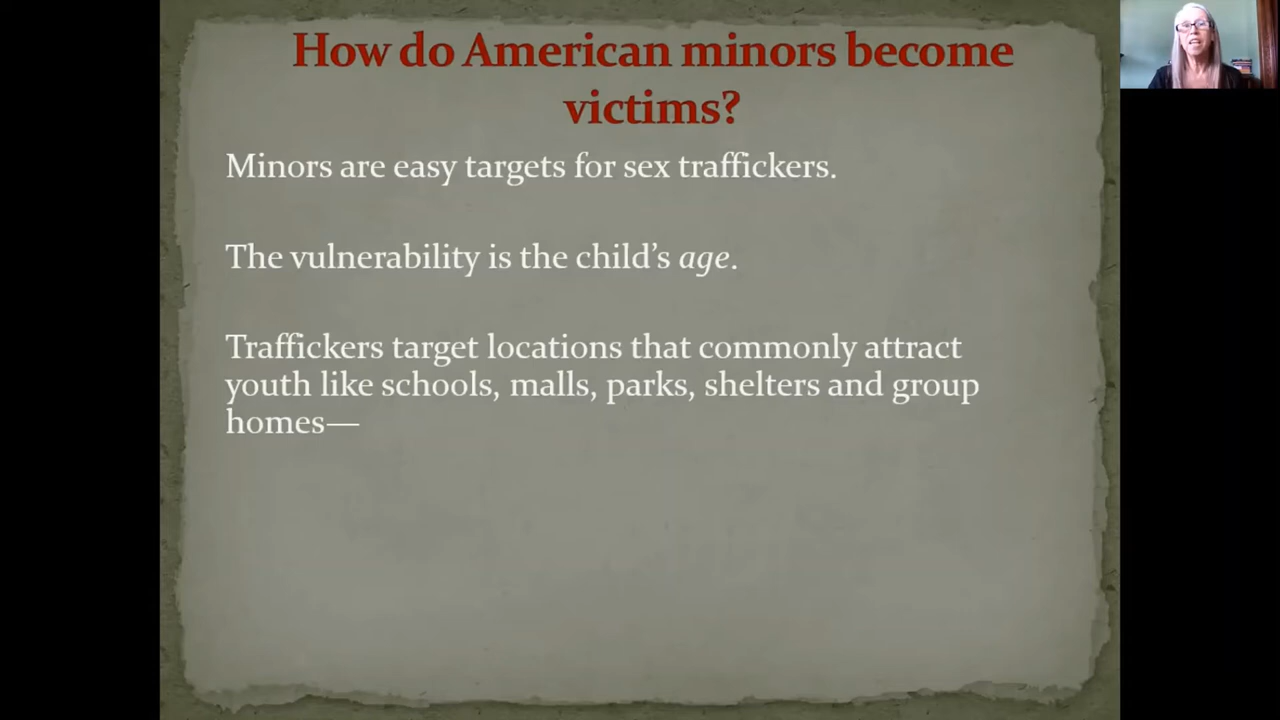 How do American minors become
victims?
Minors are easy targets for sex traffickers.
The vulnerability is the child’s age.
Traffickers target locations that commonly attract
youth like schools, malls, parks, shelters and group
homes—